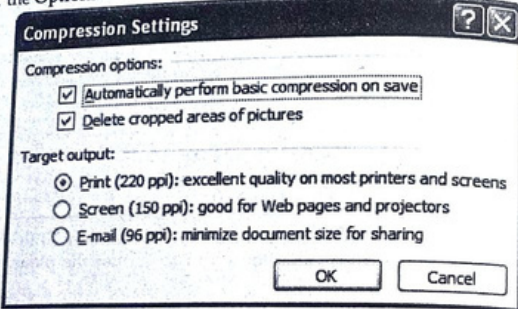 the Option
Compression Settings
Compression options:
Automatically perform basic compression on save
Delete cropped areas of pictures
Target output:
Print (220 ppi): excellent quality on most printers and screens
Screen (150 ppi): good for Web pages and projectors
E-mail (96 ppi): minimize document size for sharing
OK Cancel